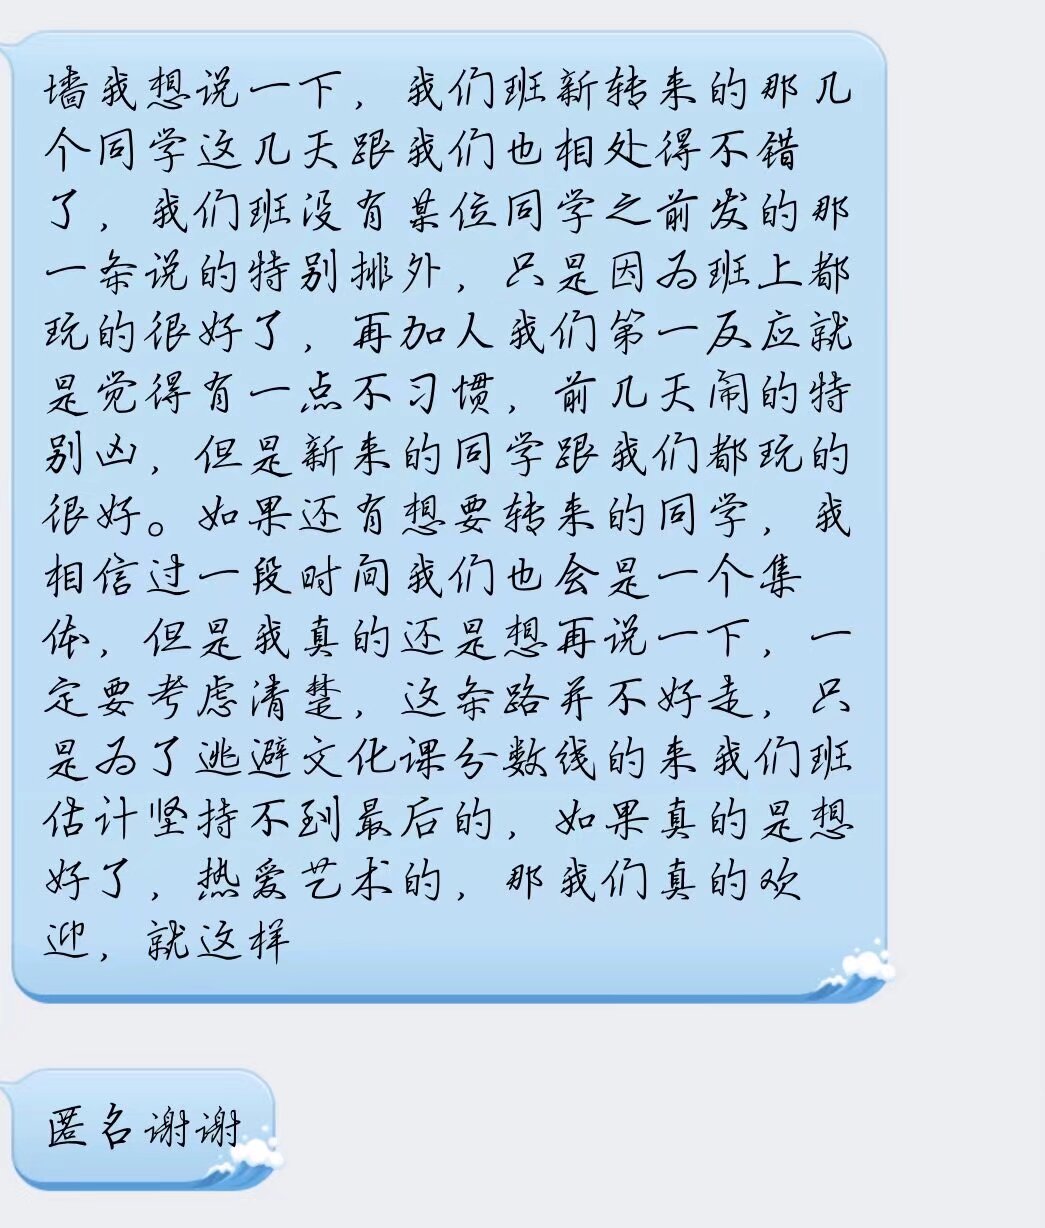 墙我想说一下，我们班新转来的那几
个同学这几天跟我们也相处得不错
了，我们班没有某位同学之前发的那
一条说的特别排外，只是因为班上都
玩的很好了，再加人我们第一反应就
是觉得有一点不习惯，前几天闹的特
别凶，但是新来的同学跟我们都玩的
很好。如果还有想要转来的同学，我
相信过一段时间我们也会是一个集
体，但是我真的还是想再说一下，一
定要考虑清楚，这条路并不好走，只
是为了逃避文化课分数线的来我们班
估计坚持不到最后的，如果真的是想
好了，热爱艺术的，那我们真的欢
迎，就这样
匿名谢谢